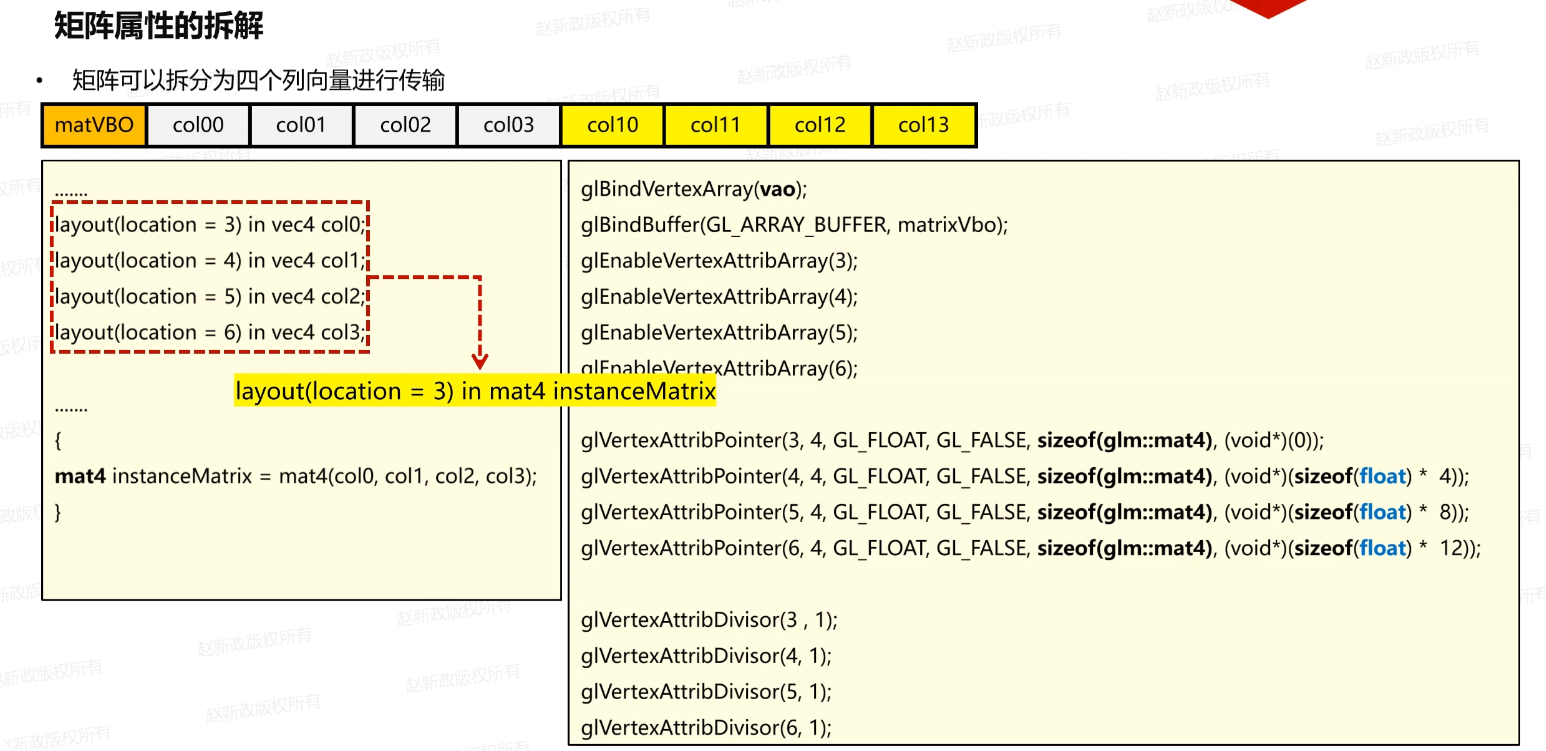 矩阵属性的拆解
• 矩阵可以拆分为四个列向量进行传输
matVBO col00 col01 col02 col03 col10 col11 col12 col13
.......
layout(location = 3) in vec4 col0;
layout(location = 4) in vec4 col1;
layout(location = 5) in vec4 col2;
layout(location = 6) in vec4 col3;
layout(location = 3) in mat4 instanceMatrix
.......
{
mat4 instanceMatrix = mat4(col0, col1, col2, col3);
}
glBindVertexArray(vao);
glBindBuffer(GL_ARRAY_BUFFER, matrixVbo);
glEnableVertexAttribArray(3);
glEnableVertexAttribArray(4);
glEnableVertexAttribArray(5);
glEnableVertexAttribArray(6);
glVertexAttribPointer(3, 4, GL_FLOAT, GL_FALSE, sizeof(glm::mat4), (void*)(0));
glVertexAttribPointer(4, 4, GL_FLOAT, GL_FALSE, sizeof(glm::mat4), (void*)(sizeof(float) * 4));
glVertexAttribPointer(5, 4, GL_FLOAT, GL_FALSE, sizeof(glm::mat4), (void*)(sizeof(float) * 8));
glVertexAttribPointer(6, 4, GL_FLOAT, GL_FALSE, sizeof(glm::mat4), (void*)(sizeof(float) * 12));
glVertexAttribDivisor(3 , 1);
glVertexAttribDivisor(4, 1);
glVertexAttribDivisor(5, 1);
glVertexAttribDivisor(6, 1);
赵新政版权所有